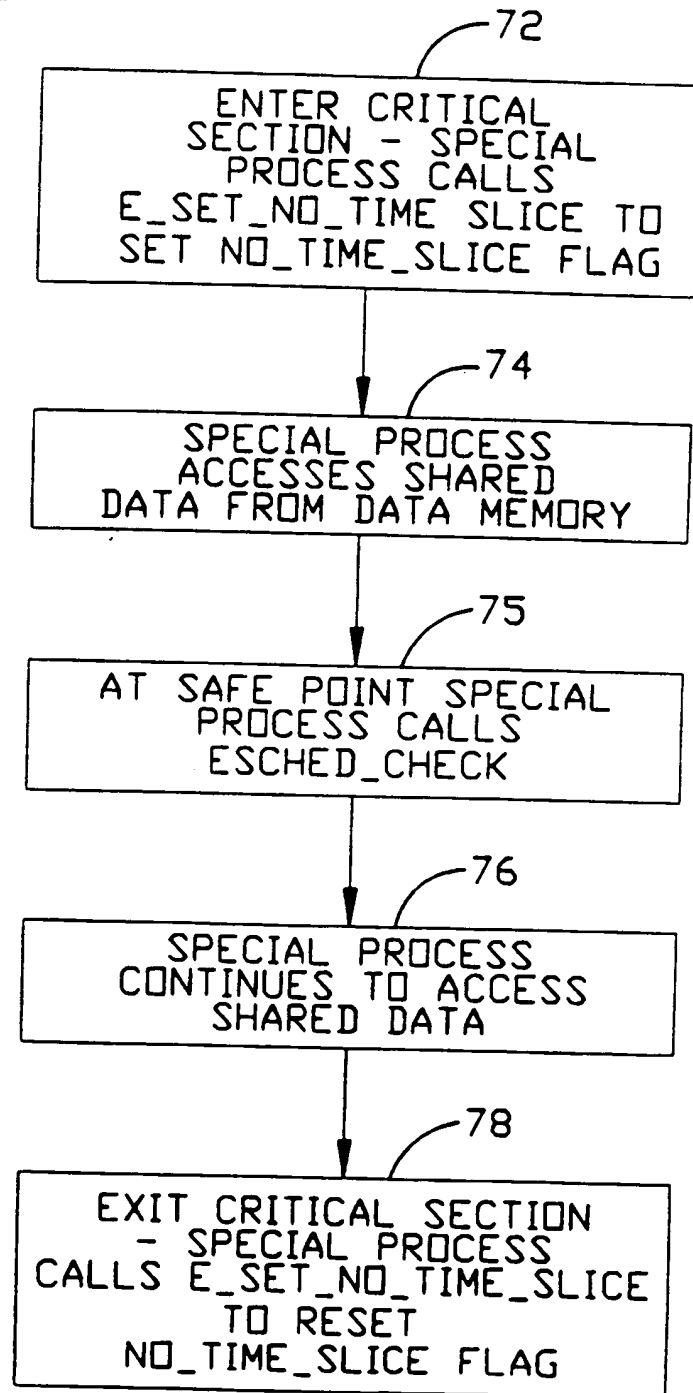 72
ENTER CRITICAL
SECTION - SPECIAL
PROCESS CALLS
E_SET_NO_TIME SLICE TO
SET NO_TIME_SLICE FLAG
74
SPECIAL PROCESS
ACCESSES SHARED
DATA FROM DATA MEMORY
75
AT SAFE POINT SPECIAL
PROCESS CALLS
ESCHED_CHECK
76
SPECIAL PROCESS
CONTINUES TO ACCESS
SHARED DATA
78
EXIT CRITICAL SECTION
- SPECIAL PROCESS
CALLS E_SET_NO_TIME_SLICE
TO RESET
NO_TIME_SLICE FLAG